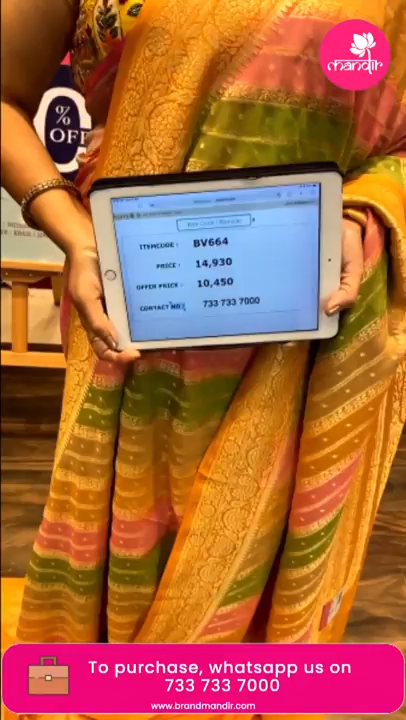 mandir
%
OFF
ITEMCODE : BV664
PRICE : 14,930
OFFER PRICE : 10,450
CONTACT NO : 733 733 7000
To purchase, whatsapp us on
733 733 7000
www.brandmandir.com